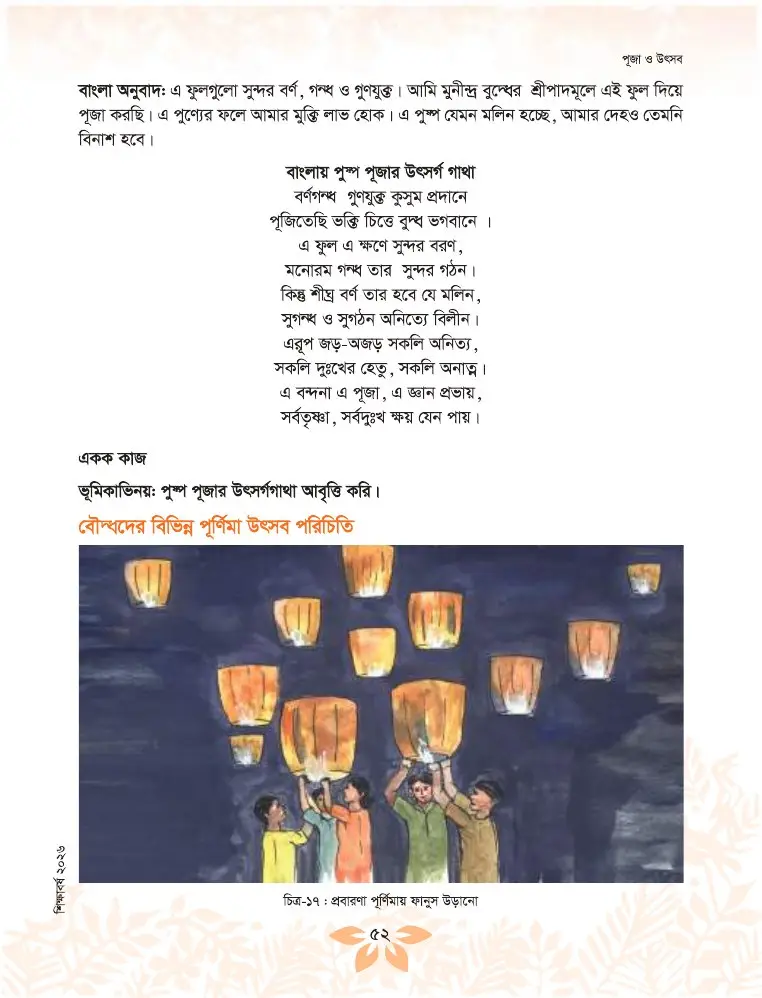 পূজা ও উৎসব
বাংলা অনুবাদ: এ ফুলগুলো সুন্দর বর্ণ, গন্ধ ও গুণযুক্ত। আমি মুনীন্দ্র বুদ্ধের শ্রীপাদমূলে এই ফুল দিয়ে
পূজা করছি। এ পুণ্যের ফলে আমার মুক্তি লাভ হোক। এ পুষ্প যেমন মলিন হচ্ছে, আমার দেহও তেমনি
বিনাশ হবে।
বাংলায় পুষ্প পূজার উৎসর্গ গাথা
বর্ণগন্ধ গুণযুক্ত কুসুম প্রদানে
পূজিতেছি ভক্তি চিত্তে বুদ্ধ ভগবানে ।
এ ফুল এ ক্ষণে সুন্দর বরণ,
মনোরম গন্ধ তার সুন্দর গঠন।
কিন্তু শীঘ্র বর্ণ তার হবে যে মলিন,
সুগন্ধ ও সুগঠন অনিত্যে বিলীন।
এরূপ জড়-অজড় সকলি অনিত্য,
সকলি দুঃখের হেতু, সকলি অনাত্ন।
এ বন্দনা এ পূজা, এ জ্ঞান প্রভায়,
সর্বতৃষ্ণা, সর্বদুঃখ ক্ষয় যেন পায়।
একক কাজ
ভূমিকাভিনয়: পুষ্প পূজার উৎসর্গগাথা আবৃত্তি করি।
বৌদ্ধদের বিভিন্ন পূর্ণিমা উৎসব পরিচিতি
চিত্র-১৭ : প্রবারণা পূর্ণিমায় ফানুস উড়ানো
শিক্ষাবর্ষ ২০২৬
৫২